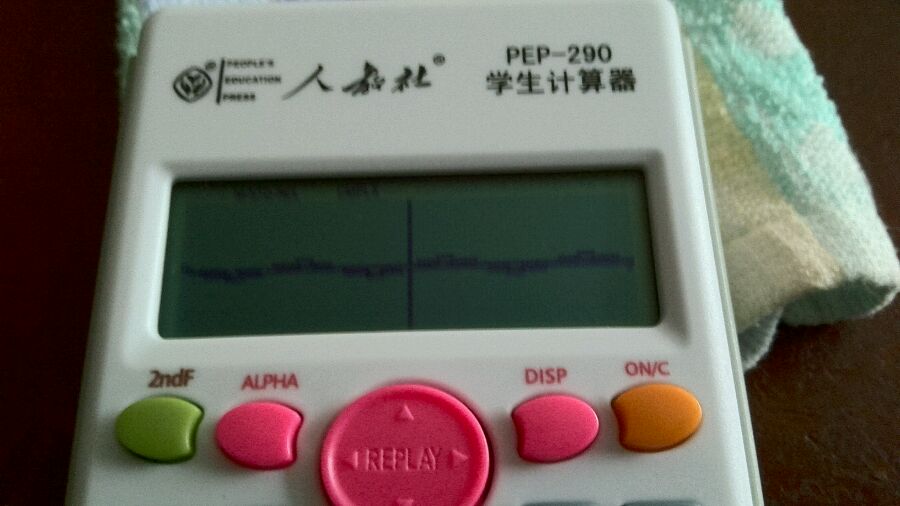 PEOPLE'S
EDUCATION
PRESS
人教社®
PEP-290
学生计算器
2ndF
ALPHA
DISP
ON/C
REPLAY